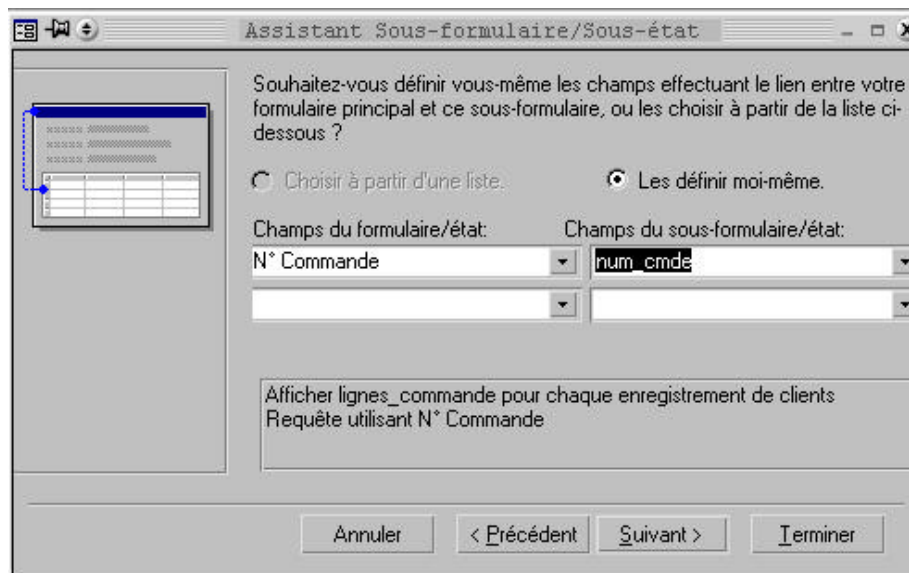 Assistant Sous-formulaire/Sous-état
Souhaitez-vous définir vous-même les champs effectuant le lien entre votre
formulaire principal et ce sous-formulaire, ou les choisir à partir de la liste ci-
dessous ?
Choisir à partir d'une liste.
Les définir moi-même.
Champs du formulaire/état:
Champs du sous-formulaire/état:
N° Commande
num_cmde
Afficher lignes_commande pour chaque enregistrement de clients
Requête utilisant N° Commande
Annuler
< Précédent
Suivant >
Terminer